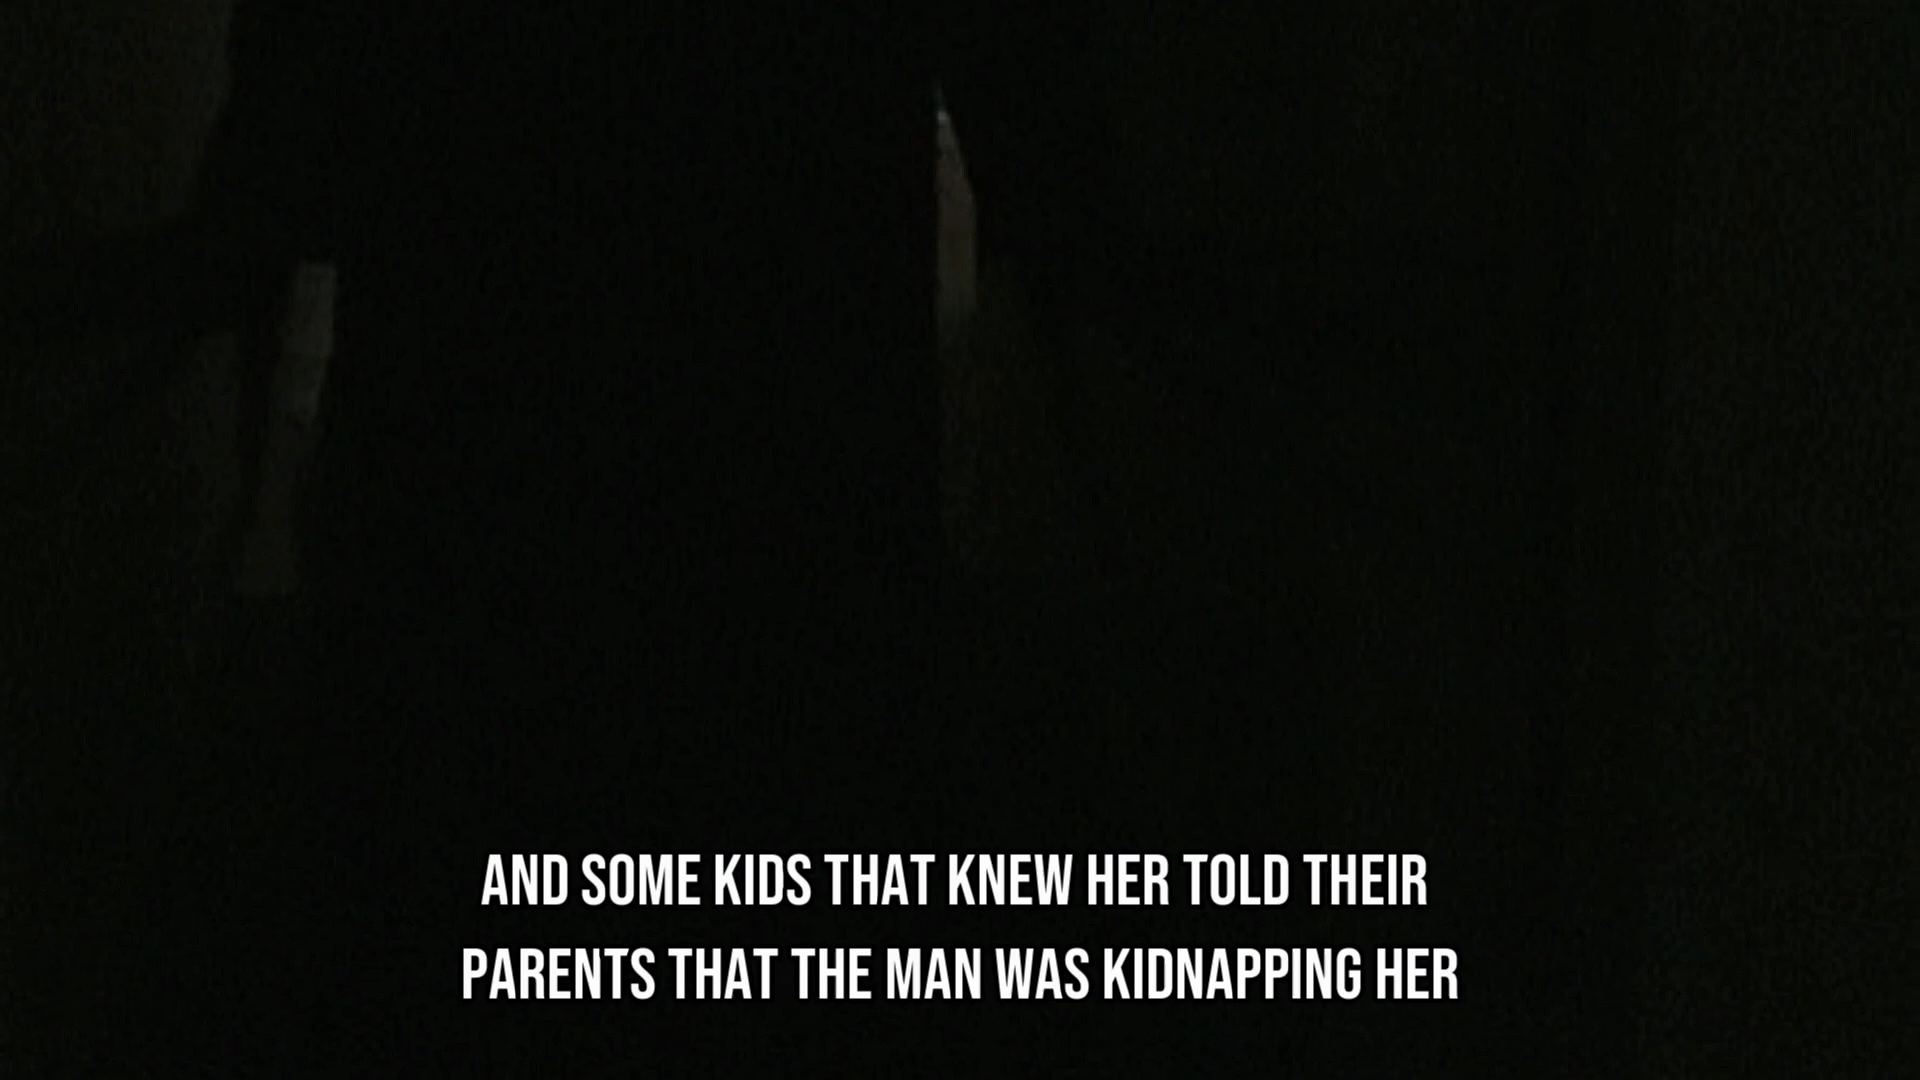 AND SOME KIDS THAT KNEW HER TOLD THEIR
PARENTS THAT THE MAN WAS KIDNAPPING HER